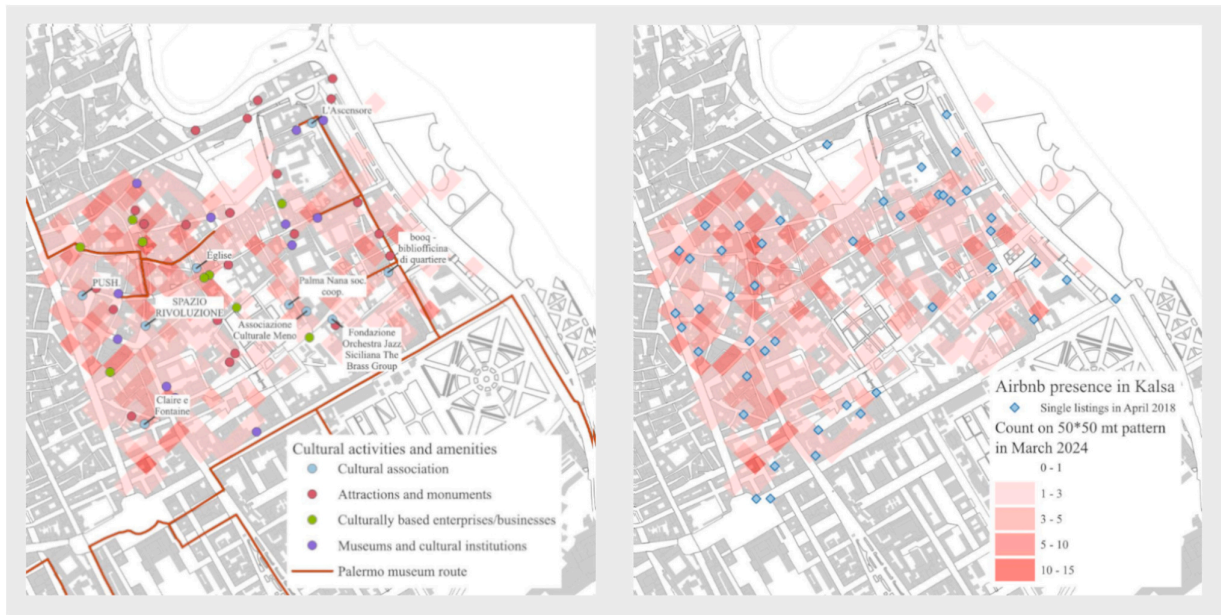 L'Ascensore
booq -
bibliofficina
di quartiere
Église
PUSH.
Palma Nana soc.
coop.
SPAZIO
RIVOLUZIONE
Associazione
Culturale Meno
Fondazione
Orchestra Jazz
Siciliana The
Brass Group
Claire e
Fontaine
Cultural activities and amenities
Cultural association
Attractions and monuments
Culturally based enterprises/businesses
Museums and cultural institutions
Palermo museum route
Airbnb presence in Kalsa
Single listings in April 2018
Count on 50*50 mt pattern
in March 2024
0 - 1
1 - 3
3 - 5
5 - 10
10 - 15